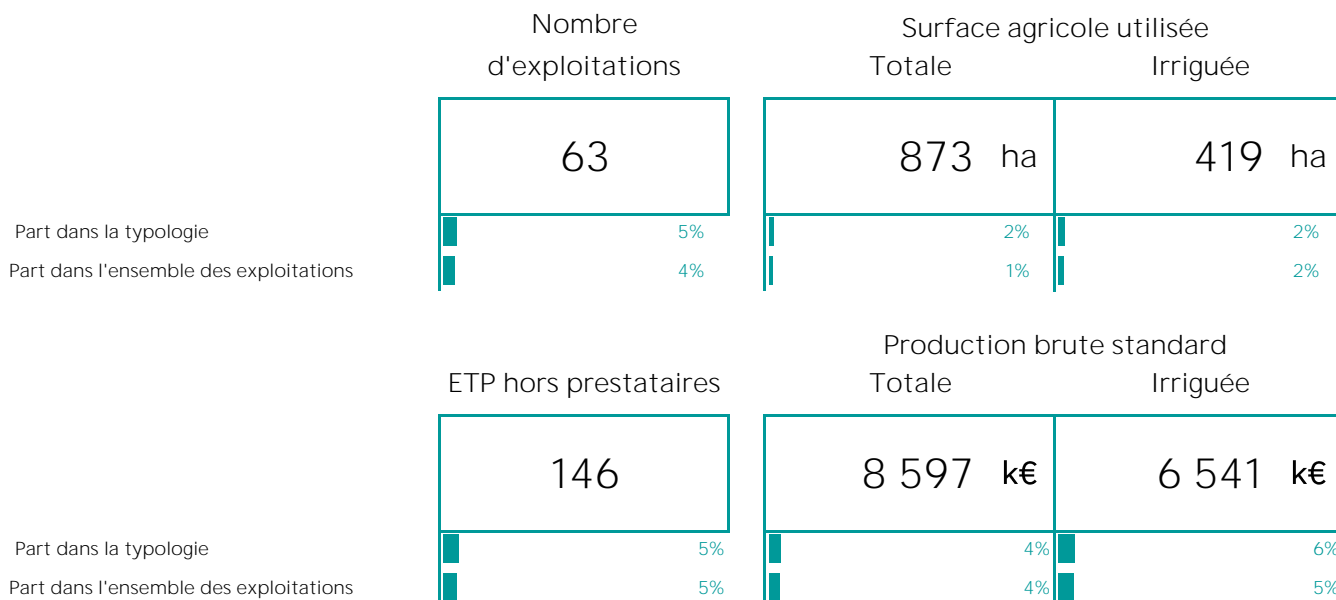 Nombre d'exploitations
Surface agricole utilisée
Totale Irriguée
63 873 ha 419 ha
Part dans la typologie 5% 2% 2%
Part dans l'ensemble des exploitations 4% 1% 2%
Production brute standard
ETP hors prestataires Totale Irriguée
146 8 597 k€ 6 541 k€
Part dans la typologie 5% 4% 6%
Part dans l'ensemble des exploitations 5% 4% 5%